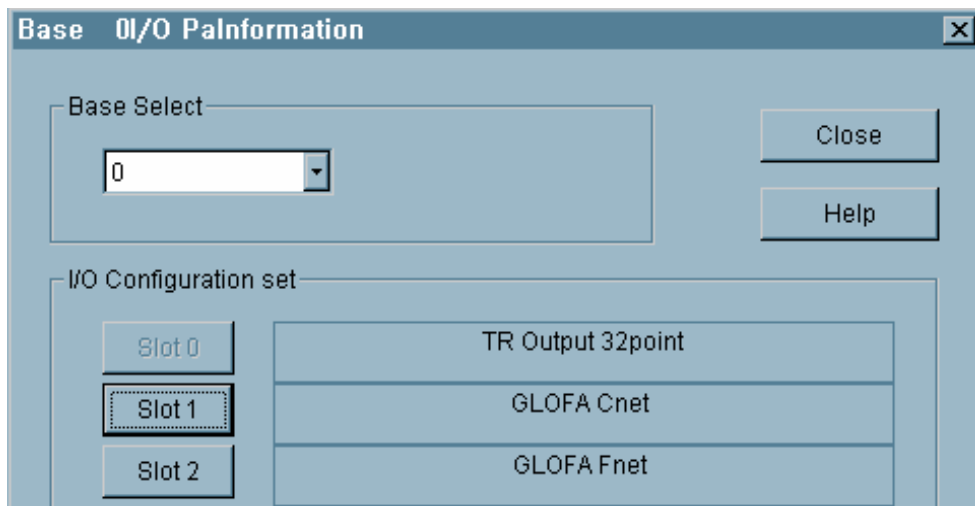 Base 0I/O PaInformation
Base Select
0
Close
Help
I/O Configuration set
Slot 0
TR Output 32point
Slot 1
GLOFA Cnet
Slot 2
GLOFA Fnet